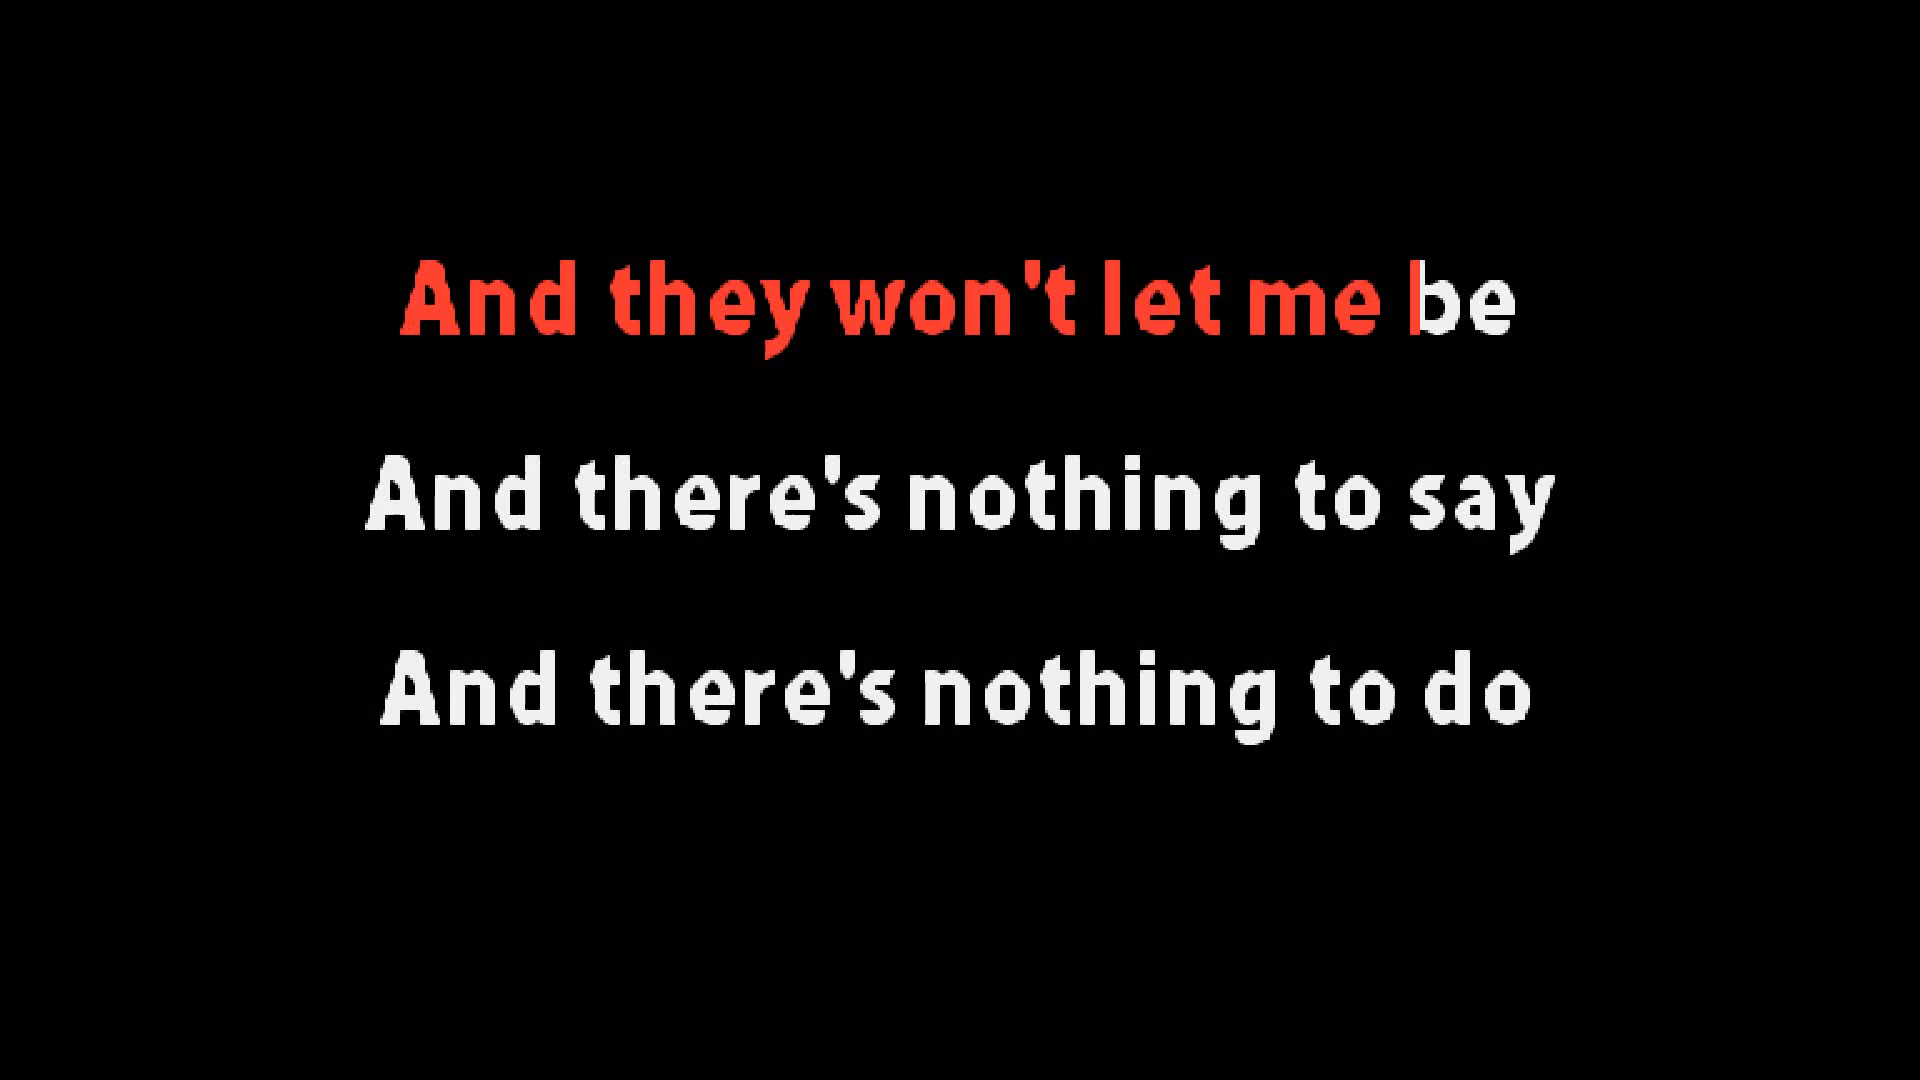 And they won't let me be
And there's nothing to say
And there's nothing to do